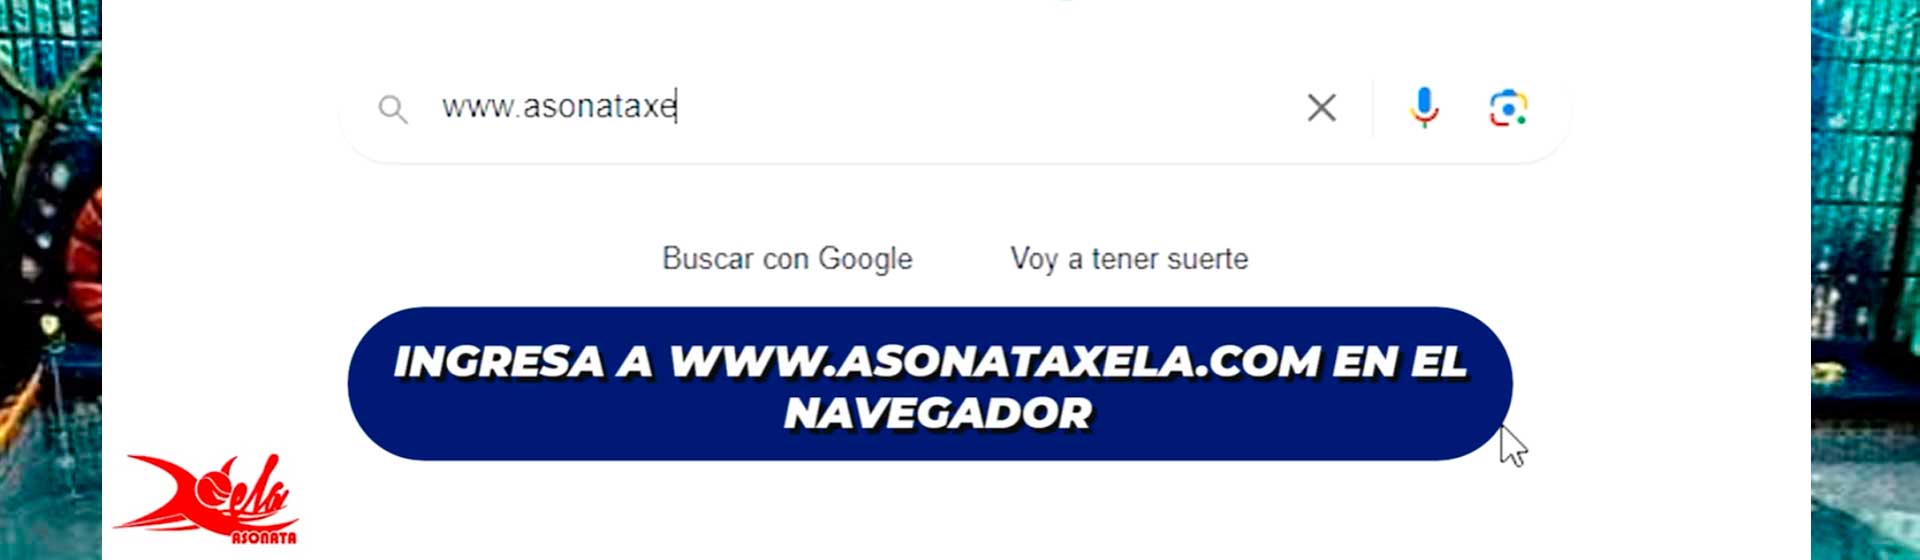 www.asonataxe
Buscar con Google
Voy a tener suerte
INGRESA A WWW.ASONATAXELA.COM EN EL
NAVEGADOR
Xela
ASONATA